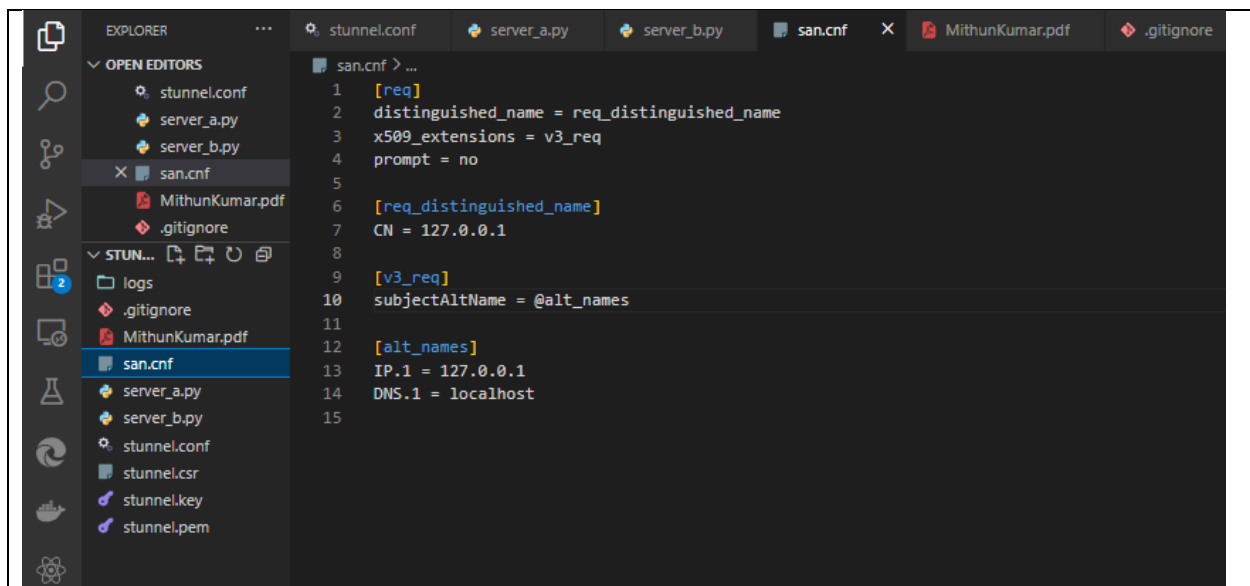 EXPLORER ...
OPEN EDITORS
stunnel.conf
server_a.py
server_b.py
san.cnf
MithunKumar.pdf
.gitignore
STUN...
logs
.gitignore
MithunKumar.pdf
san.cnf
server_a.py
server_b.py
stunnel.conf
stunnel.csr
stunnel.key
stunnel.pem
2
stunnel.conf server_a.py server_b.py san.cnf MithunKumar.pdf .gitignore
san.cnf > ...
1 [req]
2 distinguished_name = req_distinguished_name
3 x509_extensions = v3_req
4 prompt = no
5
6 [req_distinguished_name]
7 CN = 127.0.0.1
8
9 [v3_req]
10 subjectAltName = @alt_names
11
12 [alt_names]
13 IP.1 = 127.0.0.1
14 DNS.1 = localhost
15